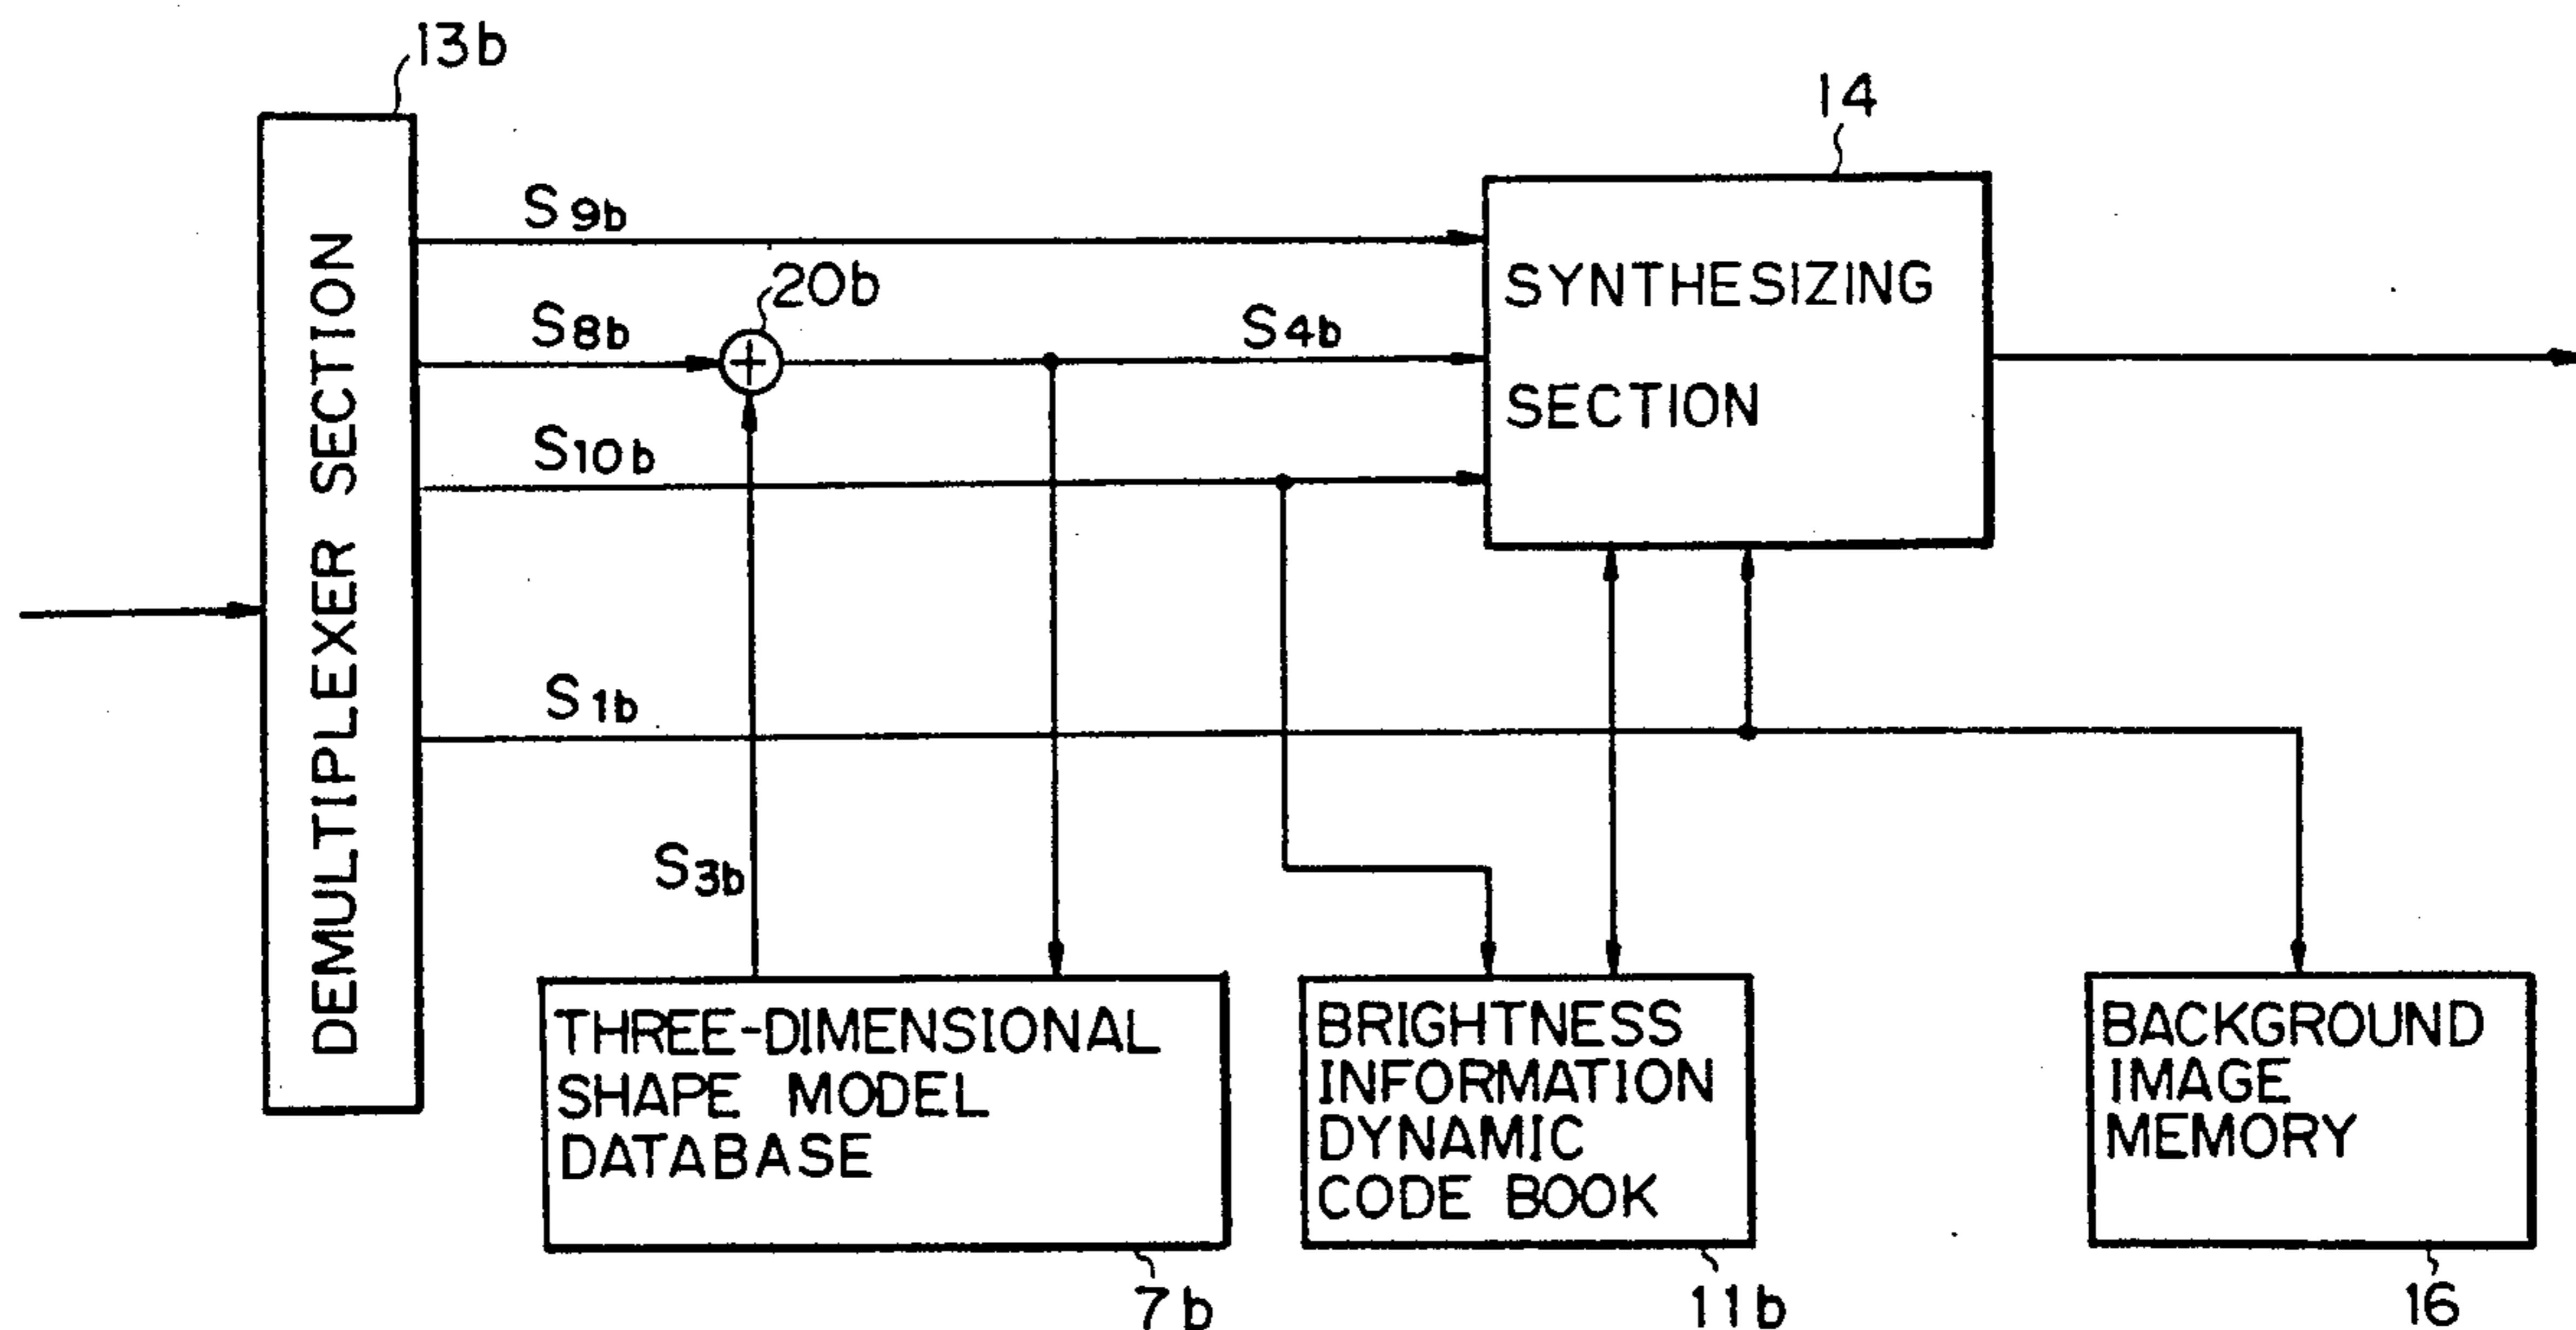 13b
14
S9b
20b
S8b
S4b
S10b
S1b
S3b
DEMULTIPLEXER SECTION
SYNTHESIZING
SECTION
THREE-DIMENSIONAL
SHAPE MODEL
DATABASE
BRIGHTNESS
INFORMATION
DYNAMIC
CODE BOOK
BACKGROUND
IMAGE
MEMORY
7b
11b
16